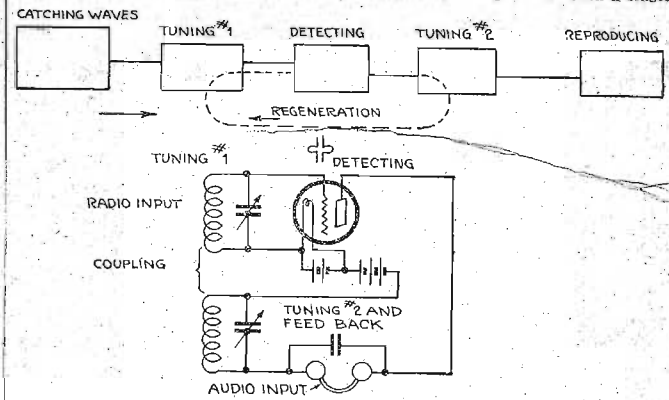 CATCHING WAVES
TUNING #1
DETECTING
TUNING #2
REPRODUCING
REGENERATION
TUNING #1
DETECTING
RADIO INPUT
COUPLING
TUNING #2 AND
FEED BACK
AUDIO INPUT